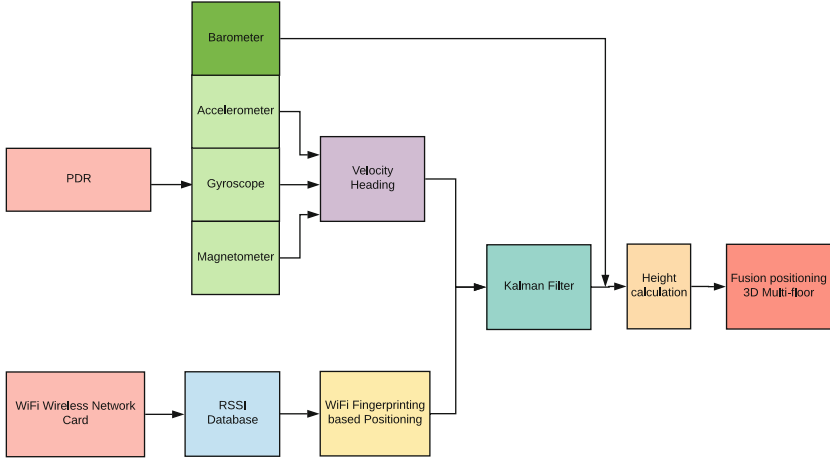 Barometer
Accelerometer
PDR
Gyroscope
Velocity
Heading
Magnetometer
Kalman Filter
Height
calculation
Fusion positioning
3D Multi-floor
WiFi Wireless Network
Card
RSSI
Database
WiFi Fingerprinting
based Positioning